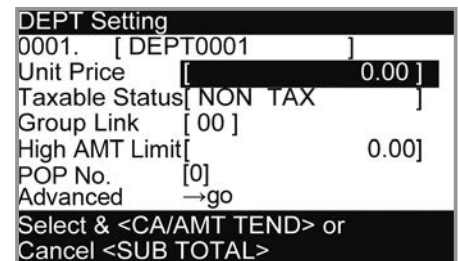 DEPT Setting
0001. [ DEPT0001 ]
Unit Price [ 0.00 ]
Taxable Status[ NON TAX ]
Group Link [ 00 ]
High AMT Limit[ 0.00]
POP No. [0]
Advanced →go
Select & <CA/AMT TEND> or
Cancel <SUB TOTAL>